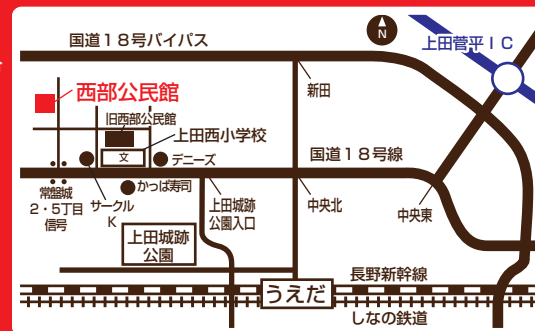 国道18号バイパス
N
上田菅平IC
西部公民館
新田
旧西部公民館
上田西小学校
文
デニーズ
国道18号線
かっぱ寿司
常盤城
2・5丁目
信号
サークル
K
上田城跡
公園入口
中央北
中央東
上田城跡
公園
長野新幹線
うえだ
しなの鉄道